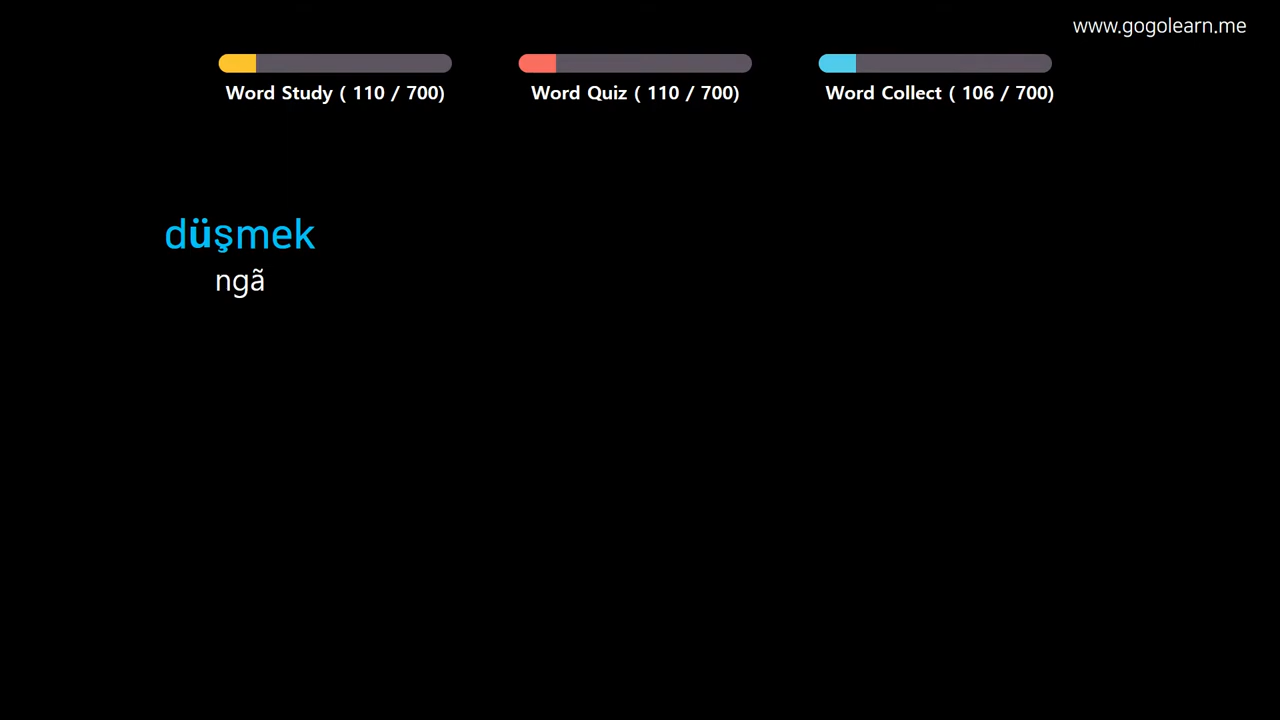 www.gogolearn.me
Word Study ( 110 / 700)
Word Quiz ( 110 / 700)
Word Collect ( 106 / 700)
düşmek
ngã